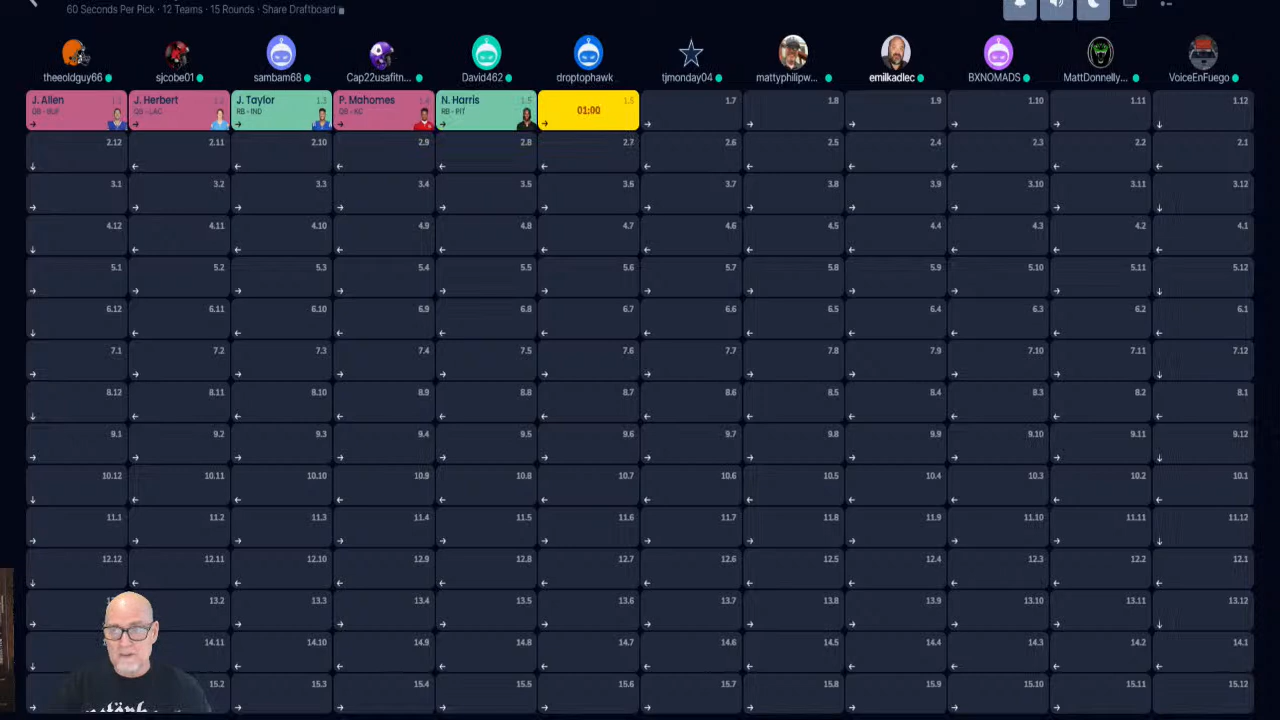 60 Seconds Per Pick · 12 Teams · 15 Rounds · Share Draftboard
theeoldguy66 sjcobe01 sambam68 Cap22usafitn... David462 droptophawk tjmonday04 mattyphilipw... emilkadlec BXNOMADS MattDonnelly... VoiceEnFuego
J. Allen 1.1 J. Herbert 1.2 J. Taylor 1.3 P. Mahomes 1.4 N. Harris 1.5 1.6 1.7 1.8 1.9 1.10 1.11 1.12
QB - BUF QB - LAC RB - IND QB - KC RB - PIT 01:00
2.12 2.11 2.10 2.9 2.8 2.7 2.6 2.5 2.4 2.3 2.2 2.1
3.1 3.2 3.3 3.4 3.5 3.6 3.7 3.8 3.9 3.10 3.11 3.12
4.12 4.11 4.10 4.9 4.8 4.7 4.6 4.5 4.4 4.3 4.2 4.1
5.1 5.2 5.3 5.4 5.5 5.6 5.7 5.8 5.9 5.10 5.11 5.12
6.12 6.11 6.10 6.9 6.8 6.7 6.6 6.5 6.4 6.3 6.2 6.1
7.1 7.2 7.3 7.4 7.5 7.6 7.7 7.8 7.9 7.10 7.11 7.12
8.12 8.11 8.10 8.9 8.8 8.7 8.6 8.5 8.4 8.3 8.2 8.1
9.1 9.2 9.3 9.4 9.5 9.6 9.7 9.8 9.9 9.10 9.11 9.12
10.12 10.11 10.10 10.9 10.8 10.7 10.6 10.5 10.4 10.3 10.2 10.1
11.1 11.2 11.3 11.4 11.5 11.6 11.7 11.8 11.9 11.10 11.11 11.12
12.12 12.11 12.10 12.9 12.8 12.7 12.6 12.5 12.4 12.3 12.2 12.1
13.2 13.3 13.4 13.5 13.6 13.7 13.8 13.9 13.10 13.11 13.12
14.11 14.10 14.9 14.8 14.7 14.6 14.5 14.4 14.3 14.2 14.1
15.2 15.3 15.4 15.5 15.6 15.7 15.8 15.9 15.10 15.11 15.12